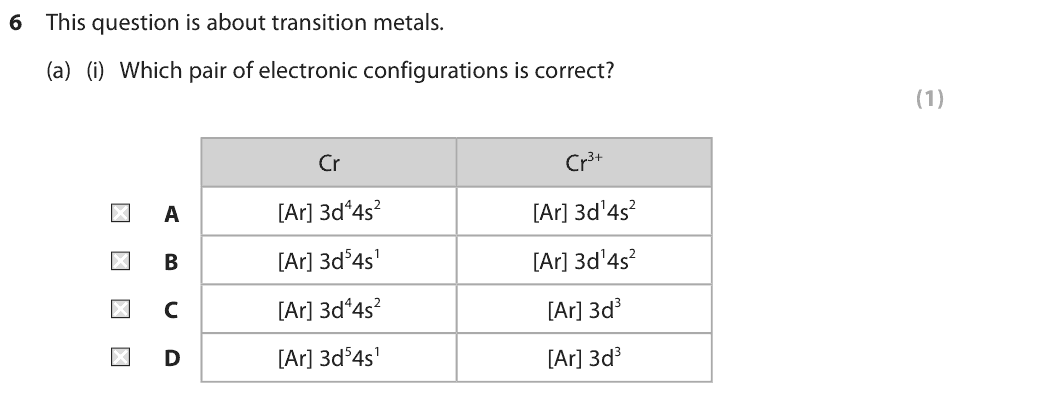 6 This question is about transition metals.
(a) (i) Which pair of electronic configurations is correct?
(1)
Cr Cr³⁺
A [Ar] 3d⁴4s² [Ar] 3d¹4s²
B [Ar] 3d⁵4s¹ [Ar] 3d¹4s²
C [Ar] 3d⁴4s² [Ar] 3d³
D [Ar] 3d⁵4s¹ [Ar] 3d³